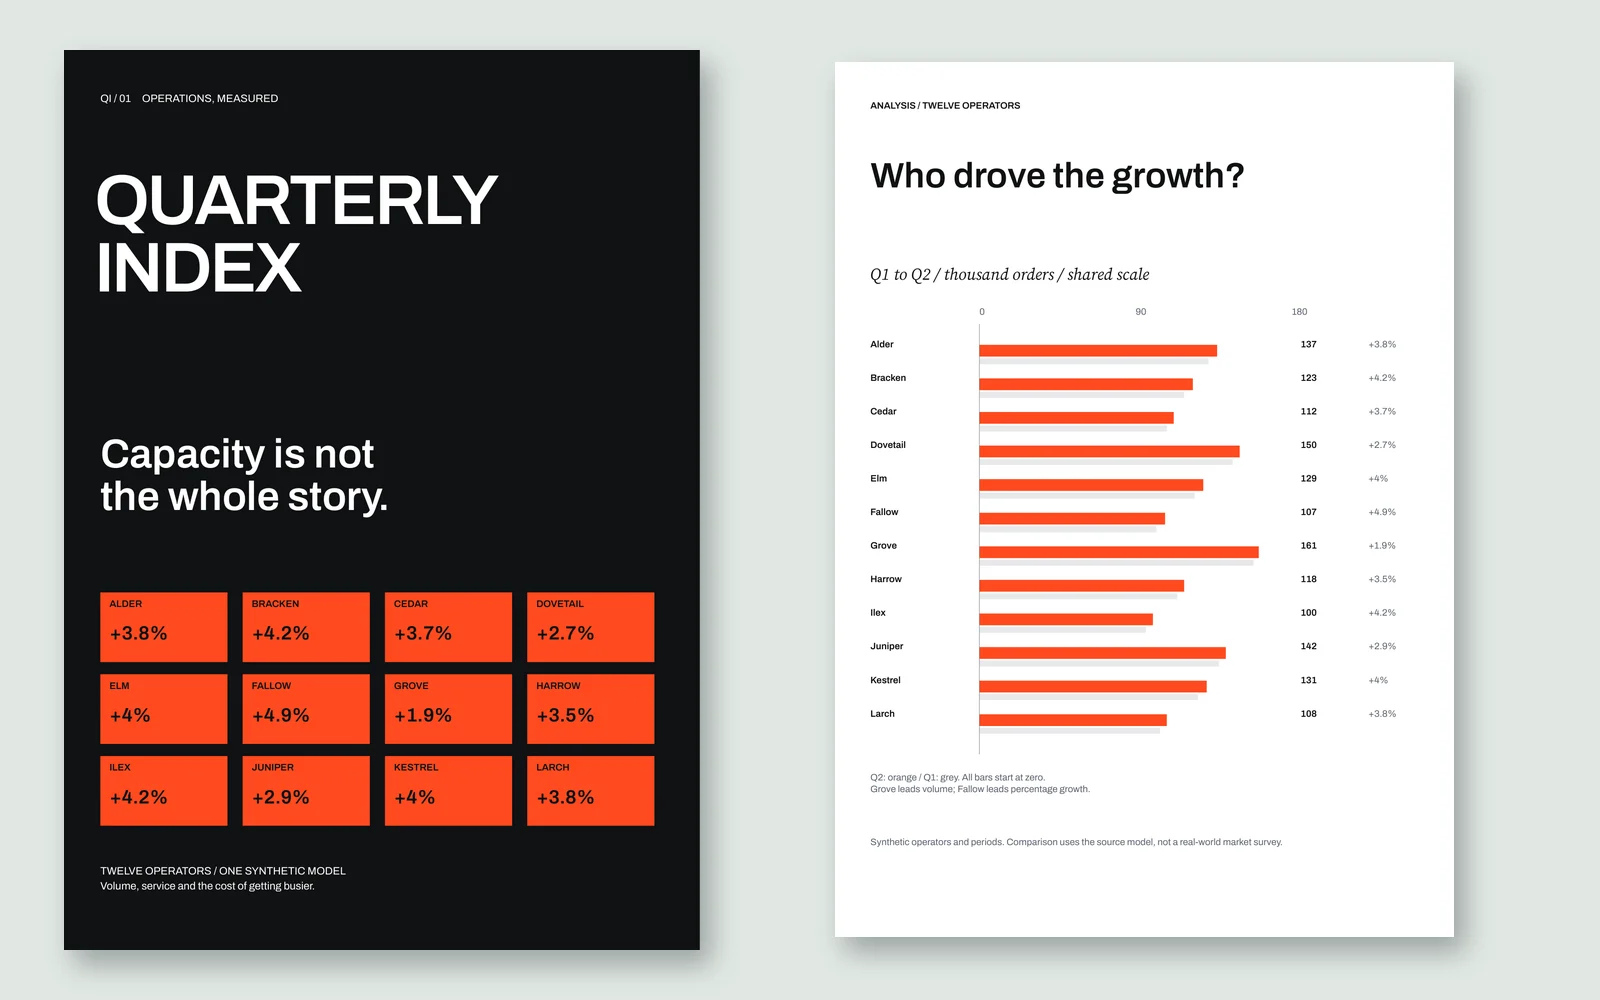 QI / 01 OPERATIONS, MEASURED
QUARTERLY
INDEX
Capacity is not
the whole story.
ALDER BRACKEN CEDAR DOVETAIL
+3.8% +4.2% +3.7% +2.7%
ELM FALLOW GROVE HARROW
+4% +4.9% +1.9% +3.5%
ILEX JUNIPER KESTREL LARCH
+4.2% +2.9% +4% +3.8%
TWELVE OPERATORS / ONE SYNTHETIC MODEL
Volume, service and the cost of getting busier.
ANALYSIS / TWELVE OPERATORS
Who drove the growth?
Q1 to Q2 / thousand orders / shared scale
0 90 180
Alder 137 +3.8%
Bracken 123 +4.2%
Cedar 112 +3.7%
Dovetail 150 +2.7%
Elm 129 +4%
Fallow 107 +4.9%
Grove 161 +1.9%
Harrow 118 +3.5%
Ilex 100 +4.2%
Juniper 142 +2.9%
Kestrel 131 +4%
Larch 108 +3.8%
Q2: orange / Q1: grey. All bars start at zero.
Grove leads volume; Fallow leads percentage growth.
Synthetic operators and periods. Comparison uses the source model, not a real-world market survey.